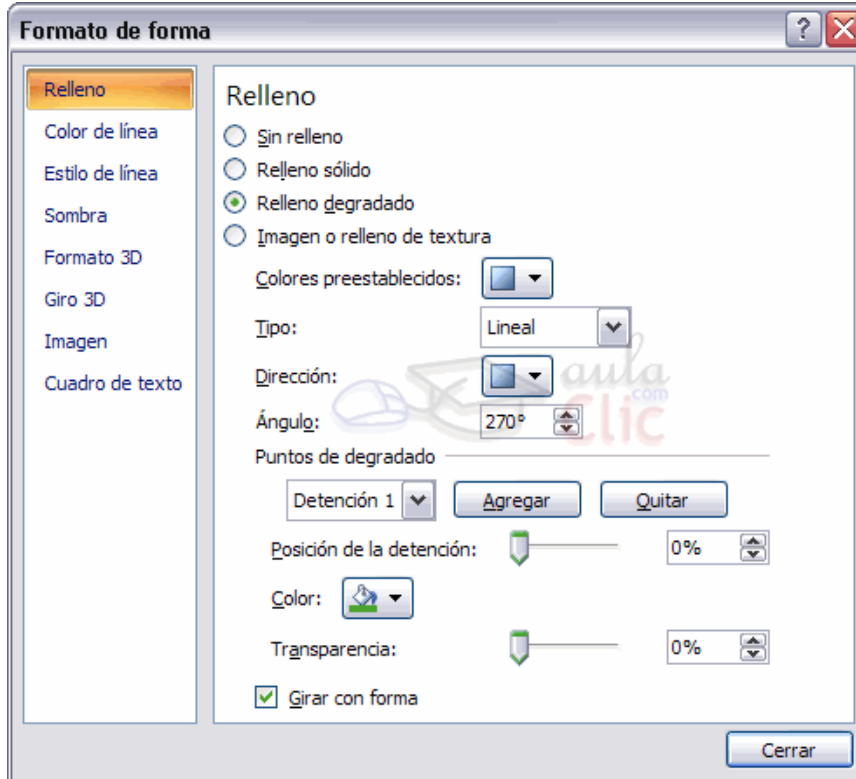 Formato de forma
Relleno
Color de línea
Estilo de línea
Sombra
Formato 3D
Giro 3D
Imagen
Cuadro de texto
Relleno
Sin relleno
Relleno sólido
Relleno degradado
Imagen o relleno de textura
Colores preestablecidos:
Tipo: Lineal
Dirección:
Ángulo: 270°
aula
.com
Clic
Puntos de degradado
Detención 1 Agregar Quitar
Posición de la detención: 0%
Color:
Transparencia: 0%
Girar con forma
Cerrar